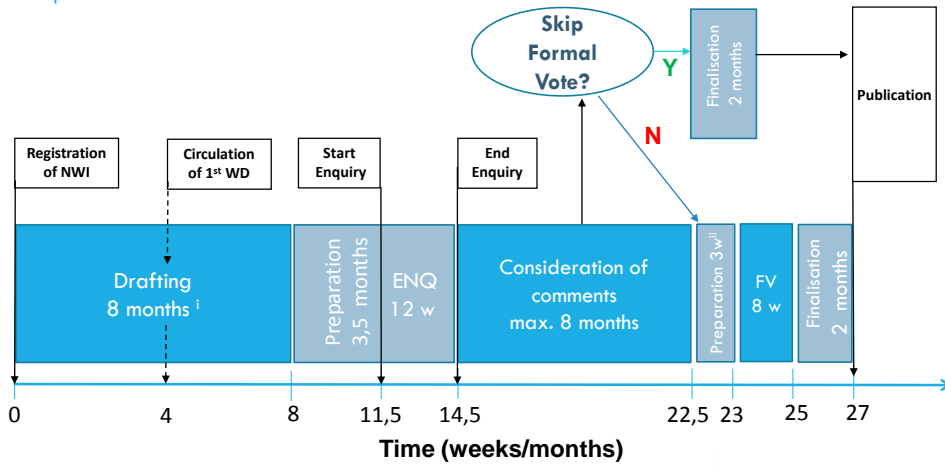 Skip
Formal
Vote?
Y
N
Finalisation
2 months
Publication
Registration
of NWI
Circulation
of 1st WD
Start
Enquiry
End
Enquiry
Drafting
8 months i
Preparation
3,5 months
ENQ
12 w
Consideration of
comments
max. 8 months
Preparation 3wii
FV
8 w
Finalisation
2 months
0
4
8
11,5
14,5
22,5
23
25
27
Time (weeks/months)